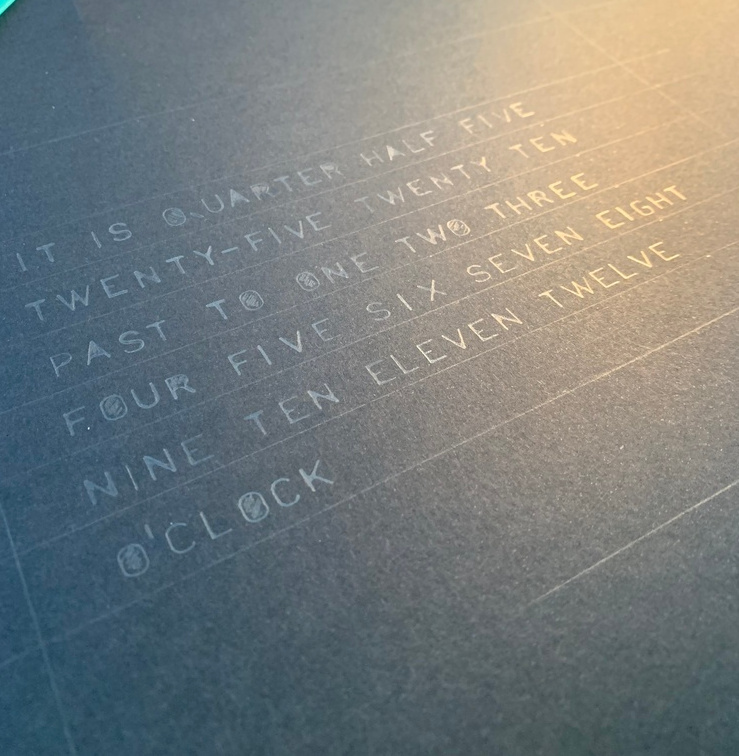 IT IS QUARTER HALF FIVE
TWENTY-FIVE TWENTY TEN
PAST TO ONE TWO THREE
FOUR FIVE SIX SEVEN EIGHT
NINE TEN ELEVEN TWELVE
O'CLOCK